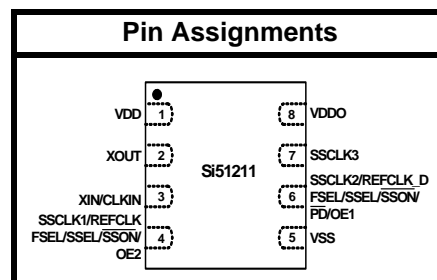 Pin Assignments
VDD 1
8 VDDO
XOUT 2
7 SSCLK3
Si51211
XIN/CLKIN 3
SSCLK2/REFCLK_D
6 FSEL/SSEL/SSON/
PD/OE1
SSCLK1/REFCLK
FSEL/SSEL/SSON/ 4
OE2
5 VSS